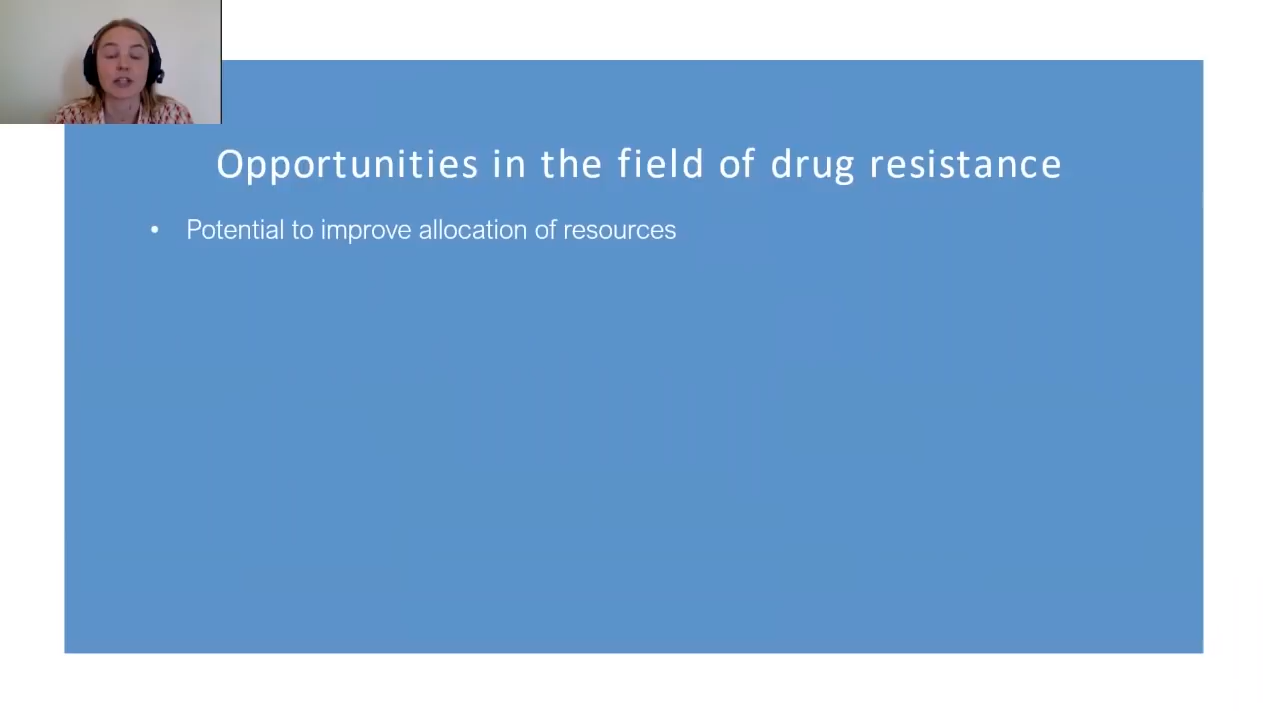 Opportunities in the field of drug resistance
• Potential to improve allocation of resources